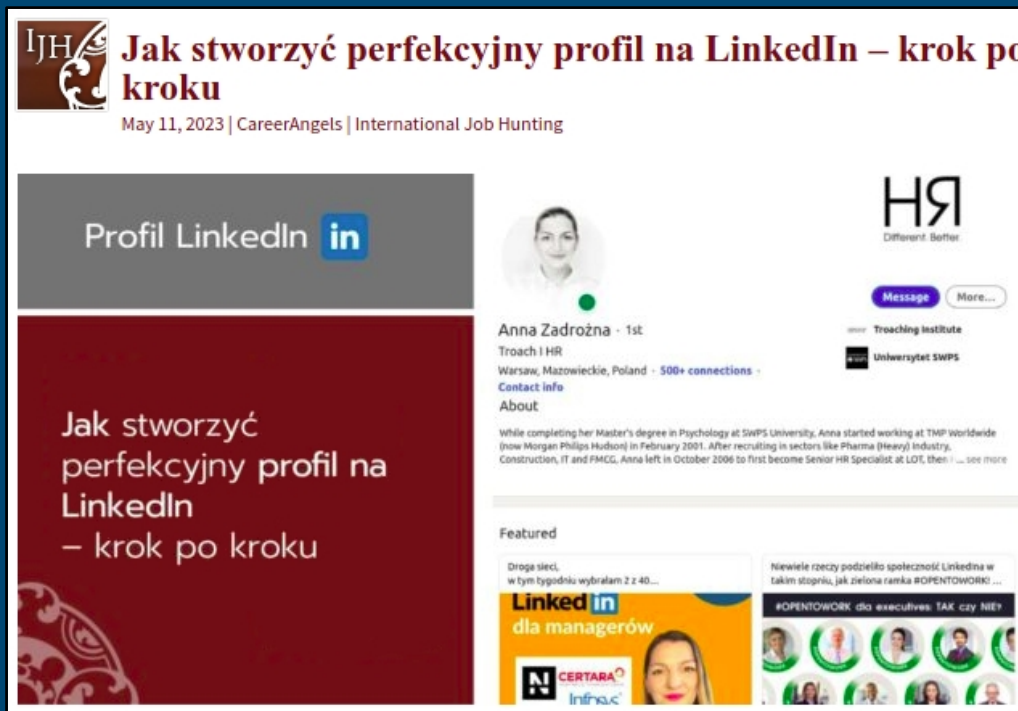 IJH
Jak stworzyć perfekcyjny profil na LinkedIn – krok po
kroku
May 11, 2023 | CareerAngels | International Job Hunting
Profil LinkedIn in
Jak stworzyć
perfekcyjny profil na
LinkedIn
– krok po kroku
HЯ
Different. Better.
Message
More...
Anna Zadrożna · 1st
Troach I HR
Warsaw, Mazowieckie, Poland · 500+ connections ·
Contact info
Troaching Institute
Uniwersytet SWPS
About
While completing her Master's degree in Psychology at SWPS University, Anna started working at TMP Worldwide
(now Morgan Philips Hudson) in February 2001. After recruiting in sectors like Pharma (Heavy) Industry,
Construction, IT and FMCG, Anna left in October 2006 to first become Senior HR Specialist at LOT, then ... see more
Featured
Droga sieci,
w tym tygodniu wybrałam 2 z 40...
Linked in
dla managerów
N CERTARA
Infosys
Niewiele rzeczy podzieliło społeczność Linkedina w
takim stopniu, jak zielona ramka #OPENTOWORK! ...
#OPENTOWORK dla executives: TAK czy NIE?